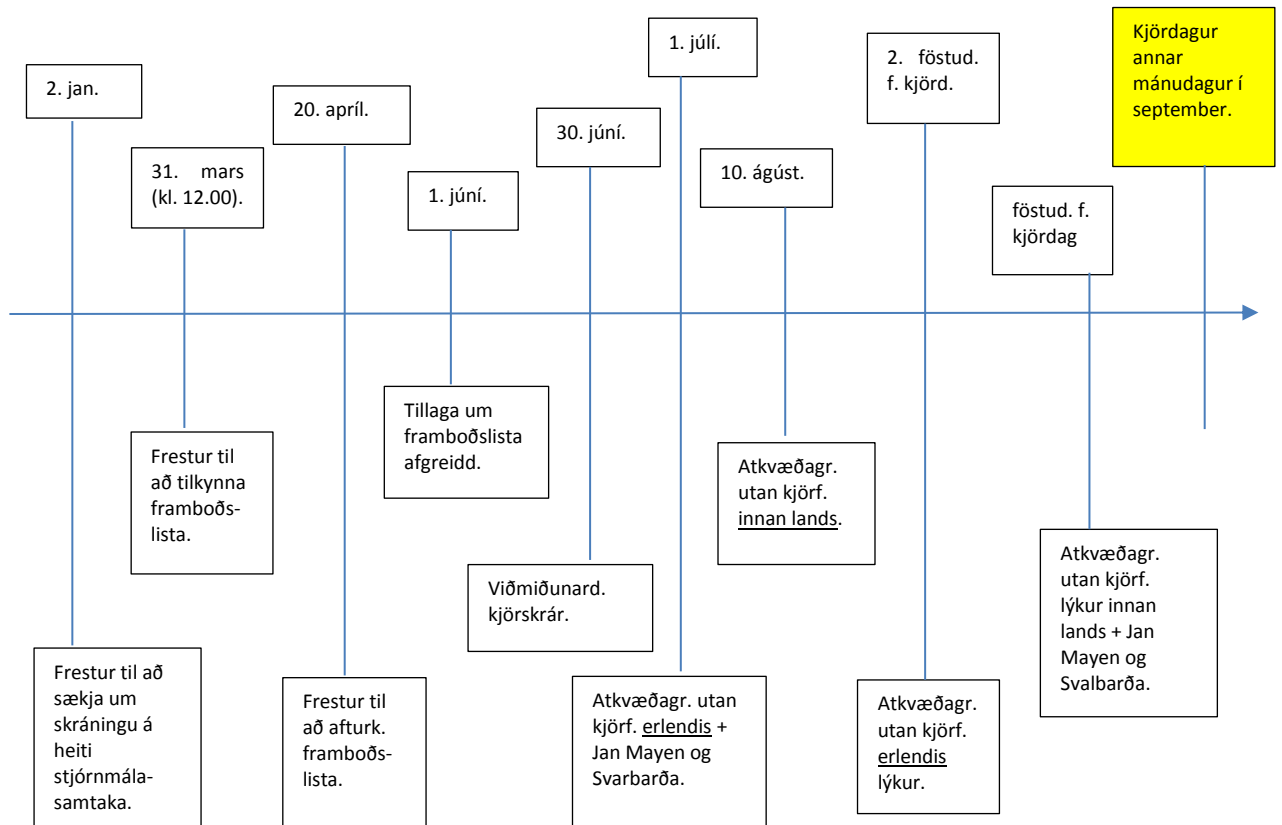 2. jan.
31. mars
(kl. 12.00).
20. apríl.
1. júní.
30. júní.
1. júlí.
10. ágúst.
2. föstud.
f. kjörd.
föstud. f.
kjördag
Kjördagur
annar
mánudagur í
september.
Frestur til að
sækja um
skráningu á
heiti
stjórnmála-
samtaka.
Frestur til
að tilkynna
framboðs-
lista.
Frestur til
að afturk.
framboðs-
lista.
Tillaga um
framboðslista
afgreidd.
Viðmiðunard.
kjörskrár.
Atkvæðagr. utan
kjörf. erlendis +
Jan Mayen og
Svarbarða.
Atkvæðagr.
utan kjörf.
innan lands.
Atkvæðagr.
utan kjörf.
erlendis
lýkur.
Atkvæðagr.
utan kjörf.
lýkur innan
lands + Jan
Mayen og
Svalbarða.